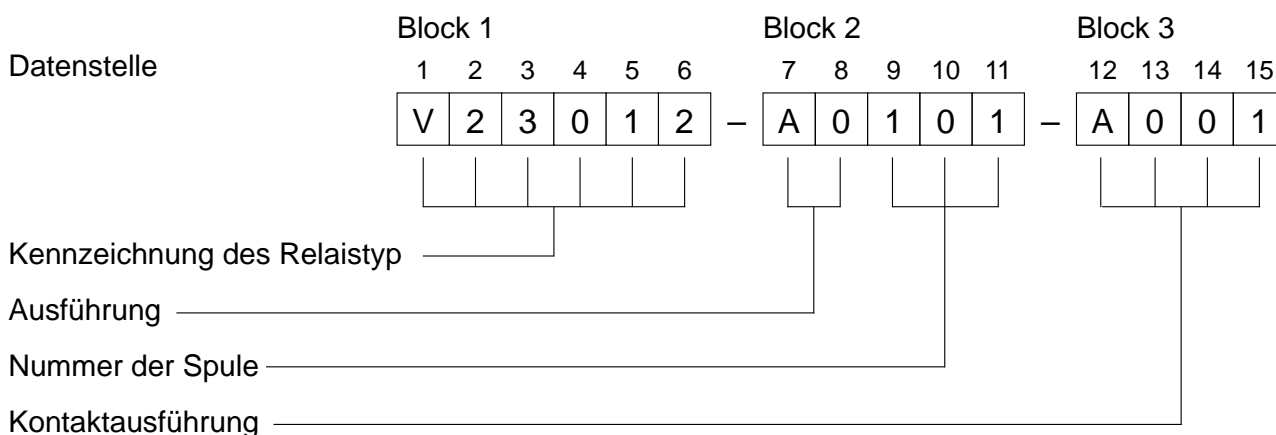 Block 1 Block 2 Block 3
Datenstelle 1 2 3 4 5 6 7 8 9 10 11 12 13 14 15
V 2 3 0 1 2 – A 0 1 0 1 – A 0 0 1
Kennzeichnung des Relaistyp
Ausführung
Nummer der Spule
Kontaktausführung